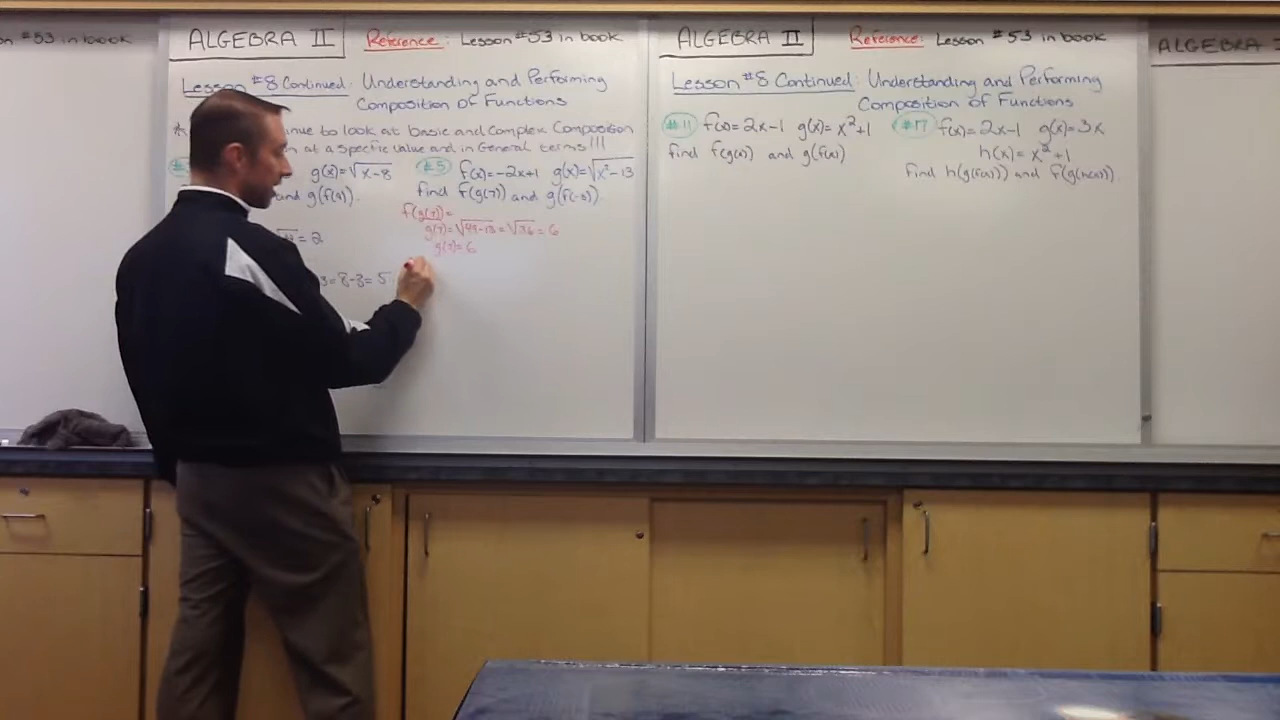 n #53 in book
ALGEBRA II Reference: Lesson #53 in book
Lesson #8 Continued: Understanding and Performing
Composition of Functions
nue to look at Basic and Complex Composition
n at a specific value and in General terms!!!
g(x)=√x-8
and g(f(
= 2
3=8-3=5
#5 f(x)=-2x+1 g(x)=√x²-13
find f(g(7)) and g(f(-3)).
f(g(7))=
g(7)=√49-13=√36=6
g(7)=6
ALGEBRA II Reference: Lesson #53 in book
Lesson #8 Continued: Understanding and Performing
Composition of Functions
#11 f(x)=2x-1 g(x)=x²+1
find f(g(x)) and g(f(x))
#17 f(x)=2x-1 g(x)=3x
h(x)=x²+1
find h(g(f(x))) and f(g(h(x))).
ALGEBRA I